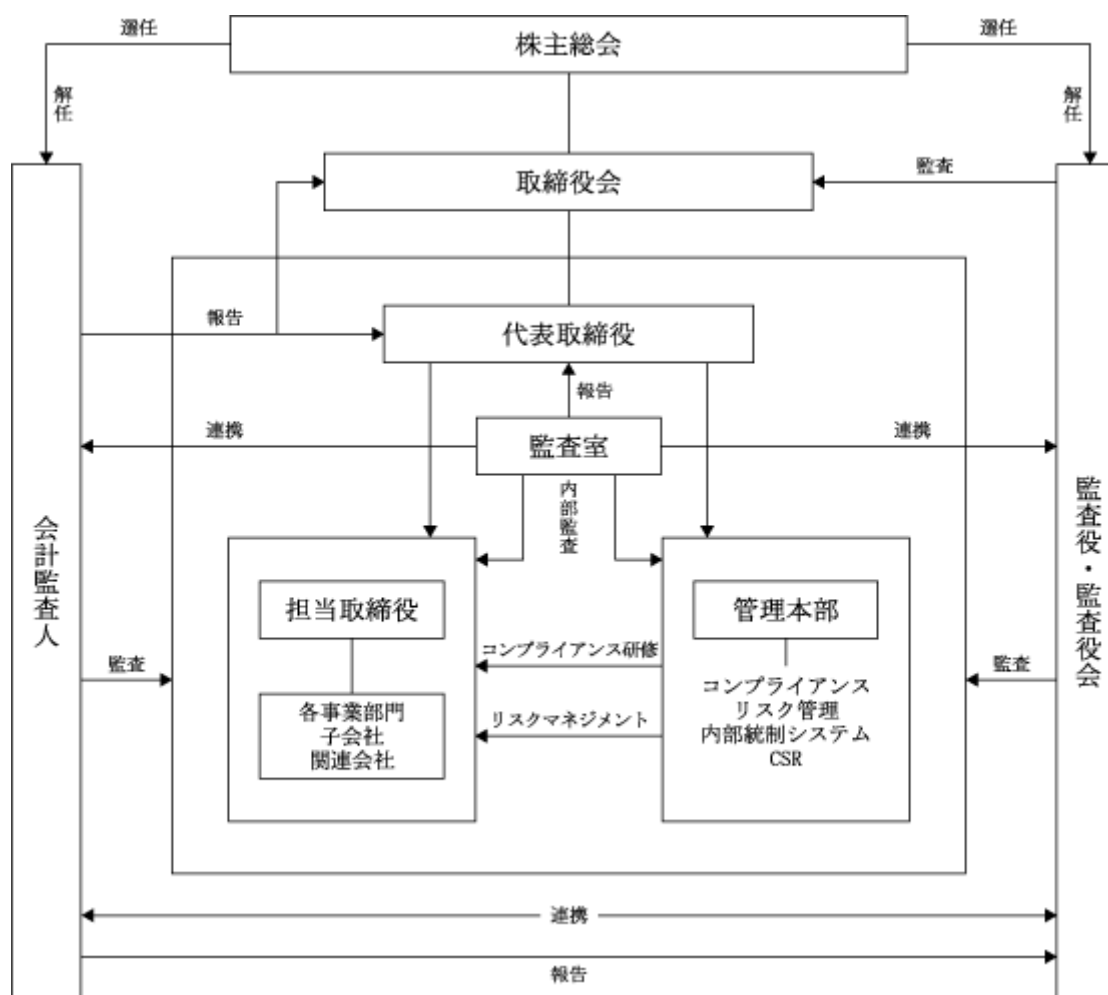 選任
株主総会
選任
解任
解任
取締役会
監査
報告
代表取締役
報告
連携
監査室
連携
内部監査
会計監査人
監査役・監査役会
担当取締役
管理本部
コンプライアンス研修
監査
監査
コンプライアンス
リスク管理
内部統制システム
CSR
各事業部門
子会社
関連会社
リスクマネジメント
連携
報告